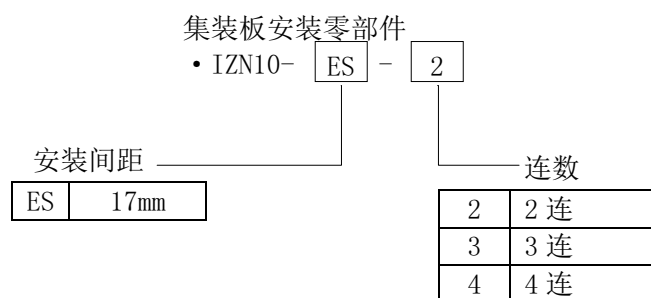 集装板安装零部件
• IZN10- ES - 2
安装间距
ES 17mm
连数
2 2连
3 3连
4 4连